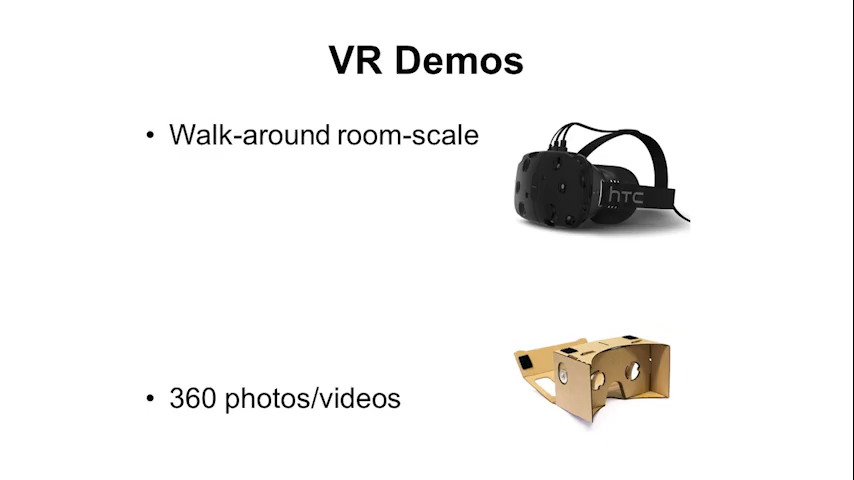 VR Demos
• Walk-around room-scale
hTC
• 360 photos/videos